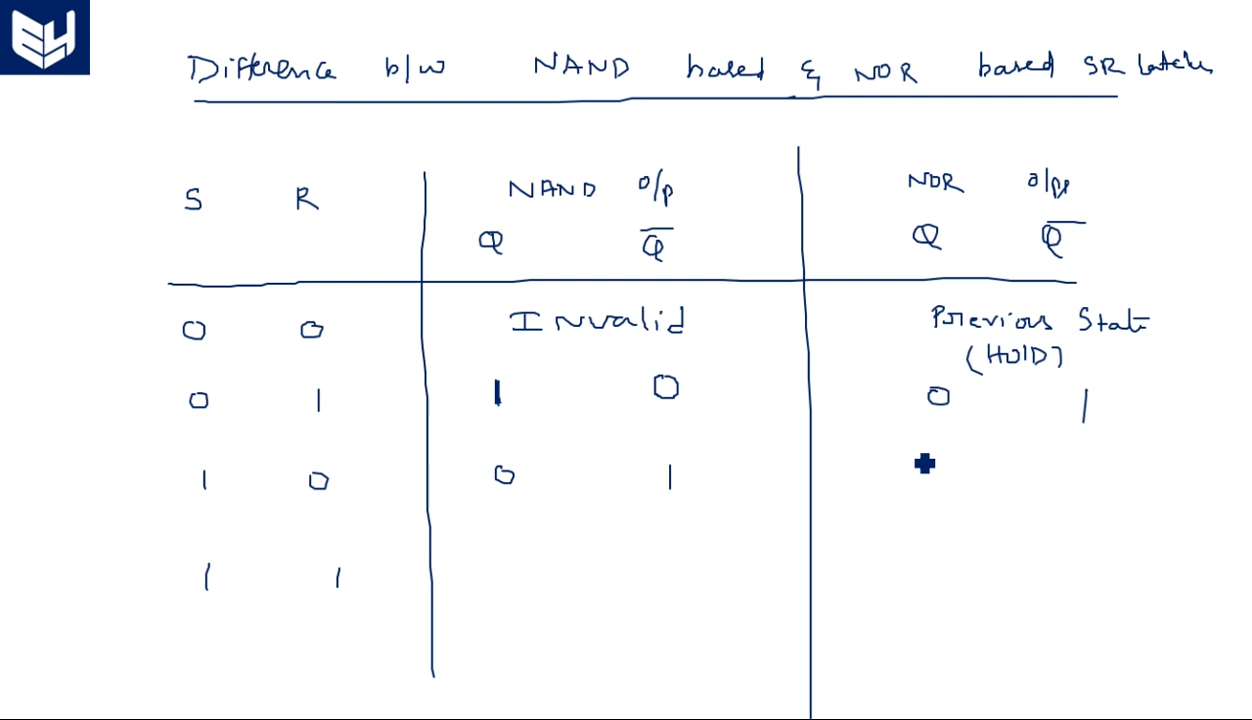 Difference b/w NAND based & NOR based SR latch
S R NAND o/p NOR o/p
Q Q̅ Q Q̅
0 0 Invalid Previous State
(HOLD)
0 1 1 0 0 1
1 0 0 1
1 1